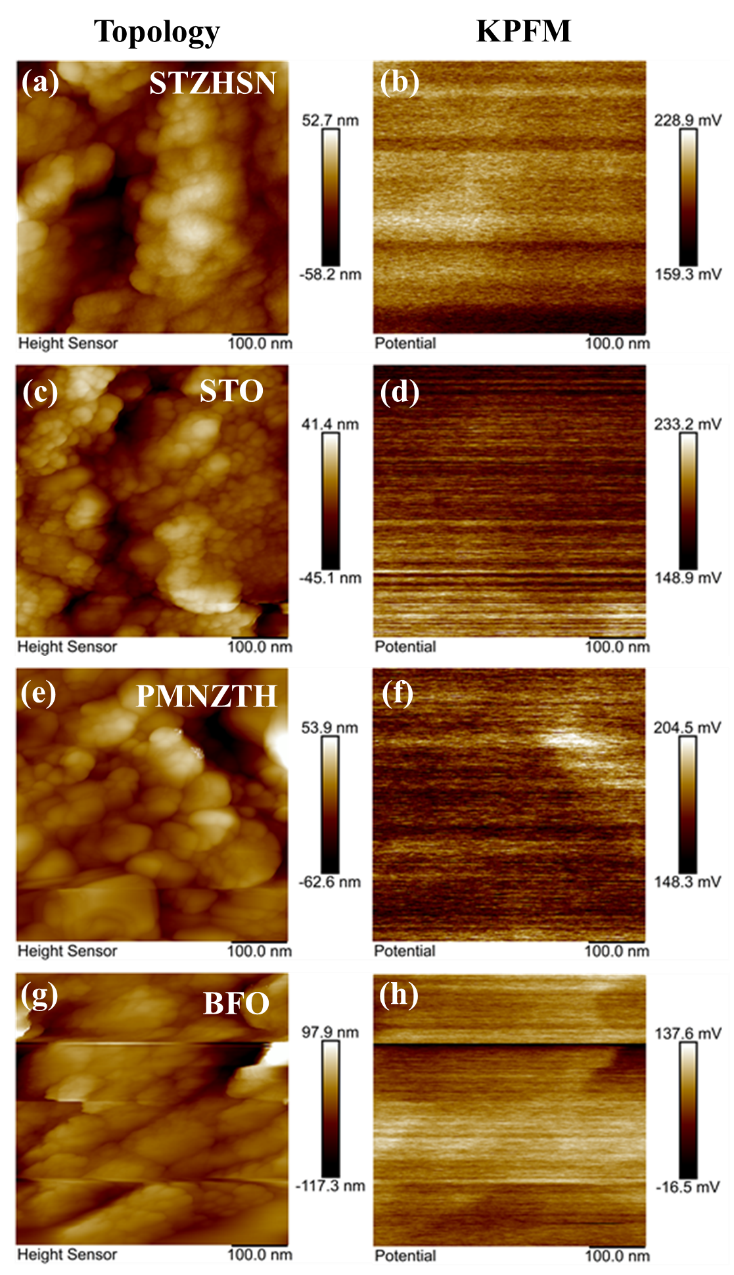 Topology KPFM
(a) STZHSN (b)
52.7 nm 228.9 mV
-58.2 nm 159.3 mV
Height Sensor 100.0 nm Potential 100.0 nm
(c) STO (d)
41.4 nm 233.2 mV
-45.1 nm 148.9 mV
Height Sensor 100.0 nm Potential 100.0 nm
(e) PMNZTH (f)
53.9 nm 204.5 mV
-62.6 nm 148.3 mV
Height Sensor 100.0 nm Potential 100.0 nm
(g) BFO (h)
97.9 nm 137.6 mV
-117.3 nm -16.5 mV
Height Sensor 100.0 nm Potential 100.0 nm